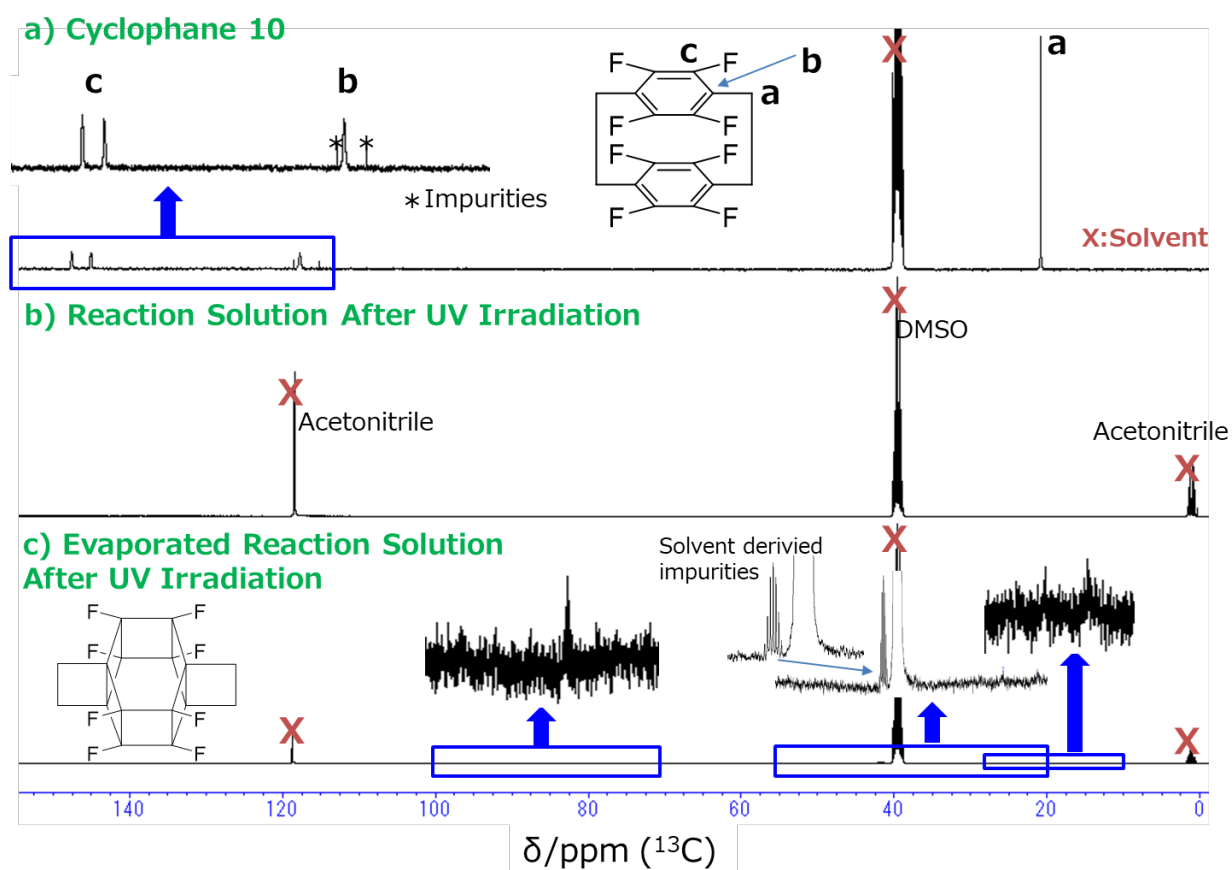 a) Cyclophane 10
c
b
* *
*Impurities
F c F
b
a
F F
F F
F F
X
a
X:Solvent
b) Reaction Solution After UV Irradiation
X
DMSO
X
Acetonitrile
Acetonitrile
X
c) Evaporated Reaction Solution
After UV Irradiation
Solvent derivied
impurities
X
F F
F F
F F
F F
X
X
140 120 100 80 60 40 20 0
δ/ppm (¹³C)